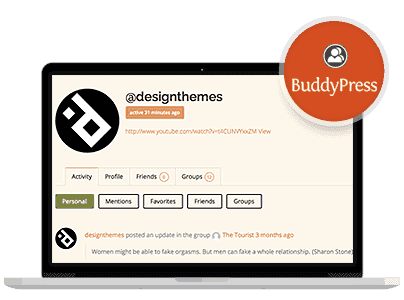 BuddyPress
@designthemes
active 31 minutes ago
http://www.youtube.com/watch?v=t4CUNVYxxZM View
Activity Profile Friends 0 Groups 12
Personal Mentions Favorites Friends Groups
designthemes posted an update in the group The Tourist 3 months ago
Women might be able to fake orgasms. But men can fake a whole relationship. (Sharon Stone)